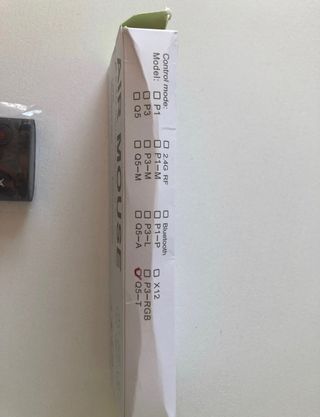 Control mode: ☐ 2.4G RF ☐ Bluetooth
Model: ☐ P1 ☐ P1-M ☐ P1-P ☐ X12
☐ P3 ☐ P3-M ☐ P3-L ☐ P3-RGB
☐ Q5 ☐ Q5-M ☐ Q5-A ☑ Q5-T
AIR MOUSE
X